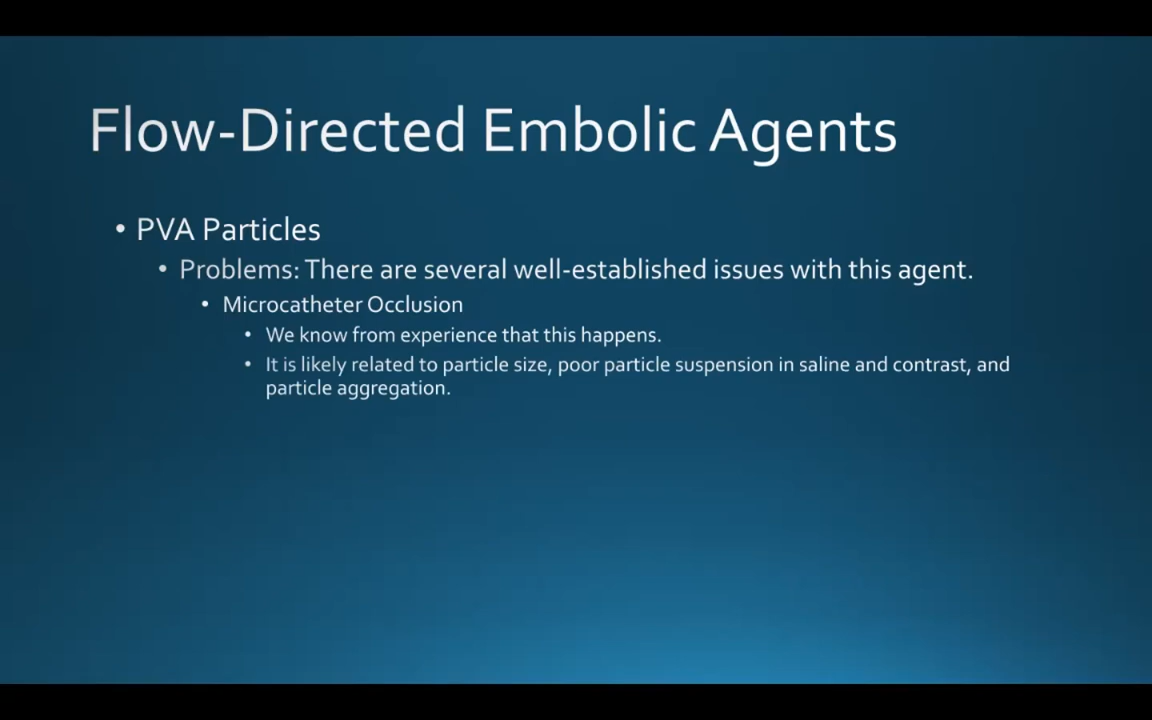 Flow-Directed Embolic Agents
• PVA Particles
• Problems: There are several well-established issues with this agent.
• Microcatheter Occlusion
• We know from experience that this happens.
• It is likely related to particle size, poor particle suspension in saline and contrast, and
particle aggregation.